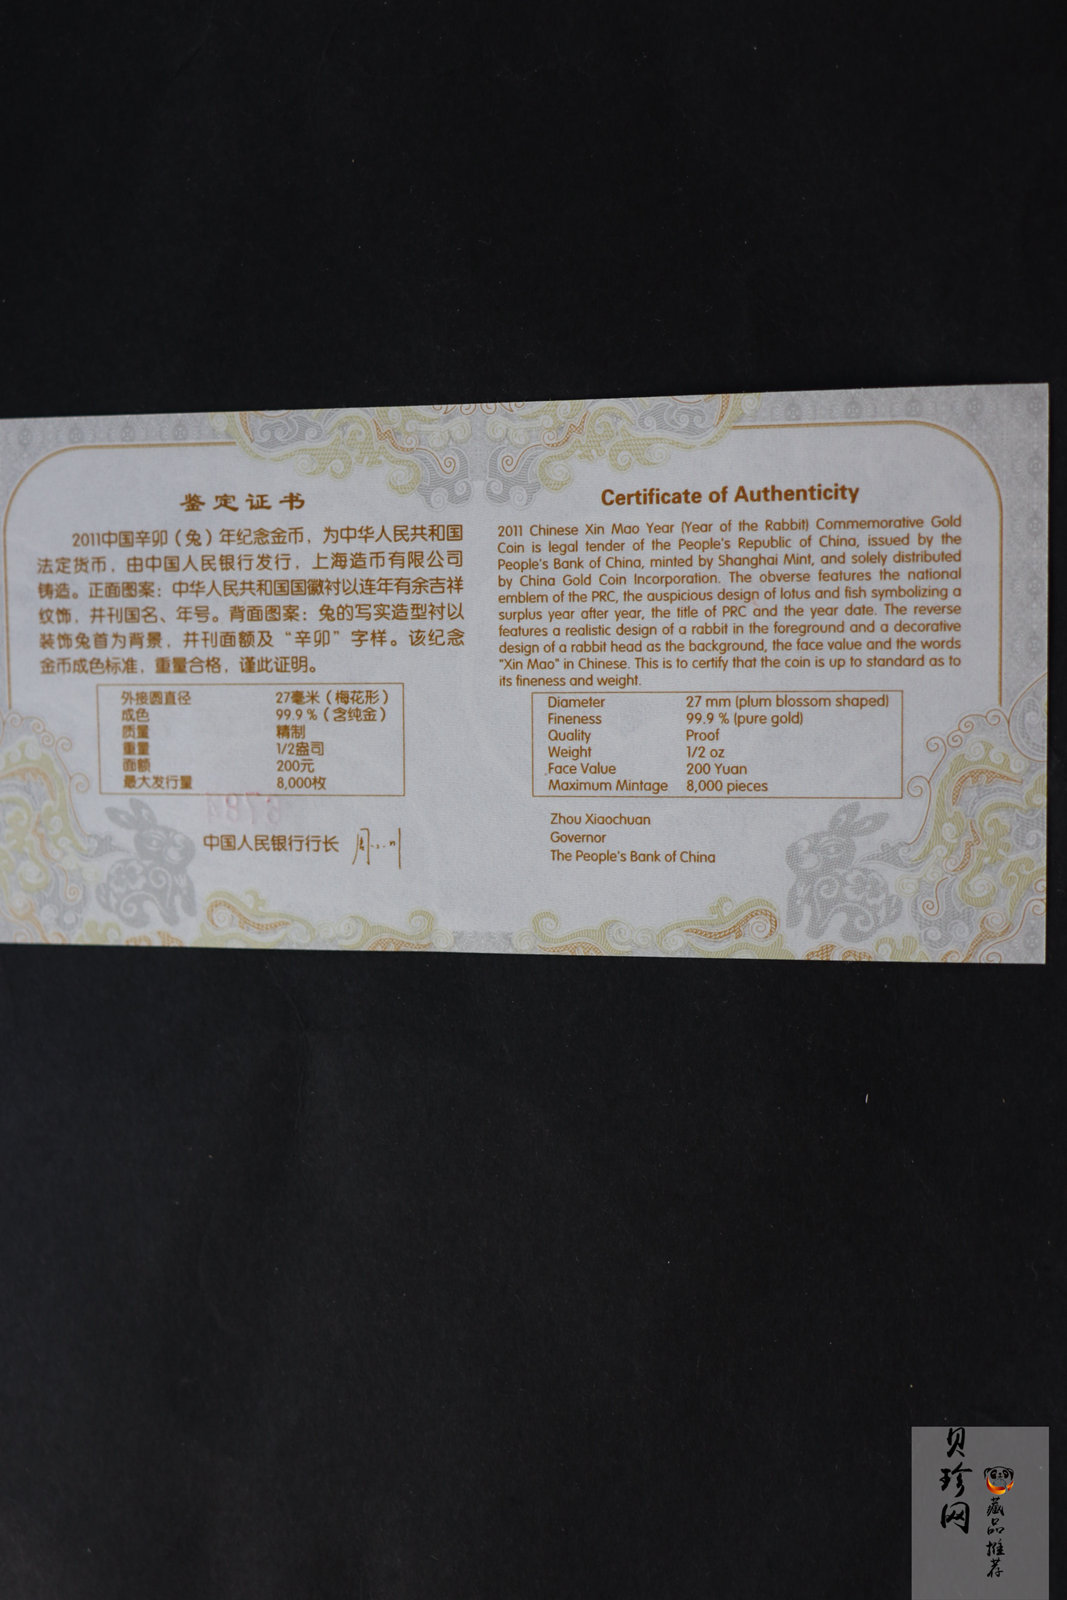 鉴定证书
2011中国辛卯（兔）年纪念金币，为中华人民共和国
法定货币，由中国人民银行发行，上海造币有限公司
铸造。正面图案：中华人民共和国国徽衬以连年有余吉祥
纹饰，并刊国名、年号。背面图案：兔的写实造型衬以
装饰兔首为背景，并刊面额及“辛卯”字样。该纪念
金币成色标准，重量合格，谨此证明。
外接圆直径 27毫米（梅花形）
成色 99.9％（含纯金）
质量 精制
重量 1/2盎司
面额 200元
最大发行量 8,000枚
中国人民银行行长
Certificate of Authenticity
2011 Chinese Xin Mao Year (Year of the Rabbit) Commemorative Gold
Coin is legal tender of the People's Republic of China, issued by the
People's Bank of China, minted by Shanghai Mint, and solely distributed
by China Gold Coin Incorporation. The obverse features the national
emblem of the PRC, the auspicious design of lotus and fish symbolizing a
surplus year after year, the title of PRC and the year date. The reverse
features a realistic design of a rabbit in the foreground and a decorative
design of a rabbit head as the background, the face value and the words
"Xin Mao" in Chinese. This is to certify that the coin is up to standard as to
its fineness and weight.
Diameter 27 mm (plum blossom shaped)
Fineness 99.9 % (pure gold)
Quality Proof
Weight 1/2 oz
Face Value 200 Yuan
Maximum Mintage 8,000 pieces
Zhou Xiaochuan
Governor
The People's Bank of China
贝珍网
藏品推荐